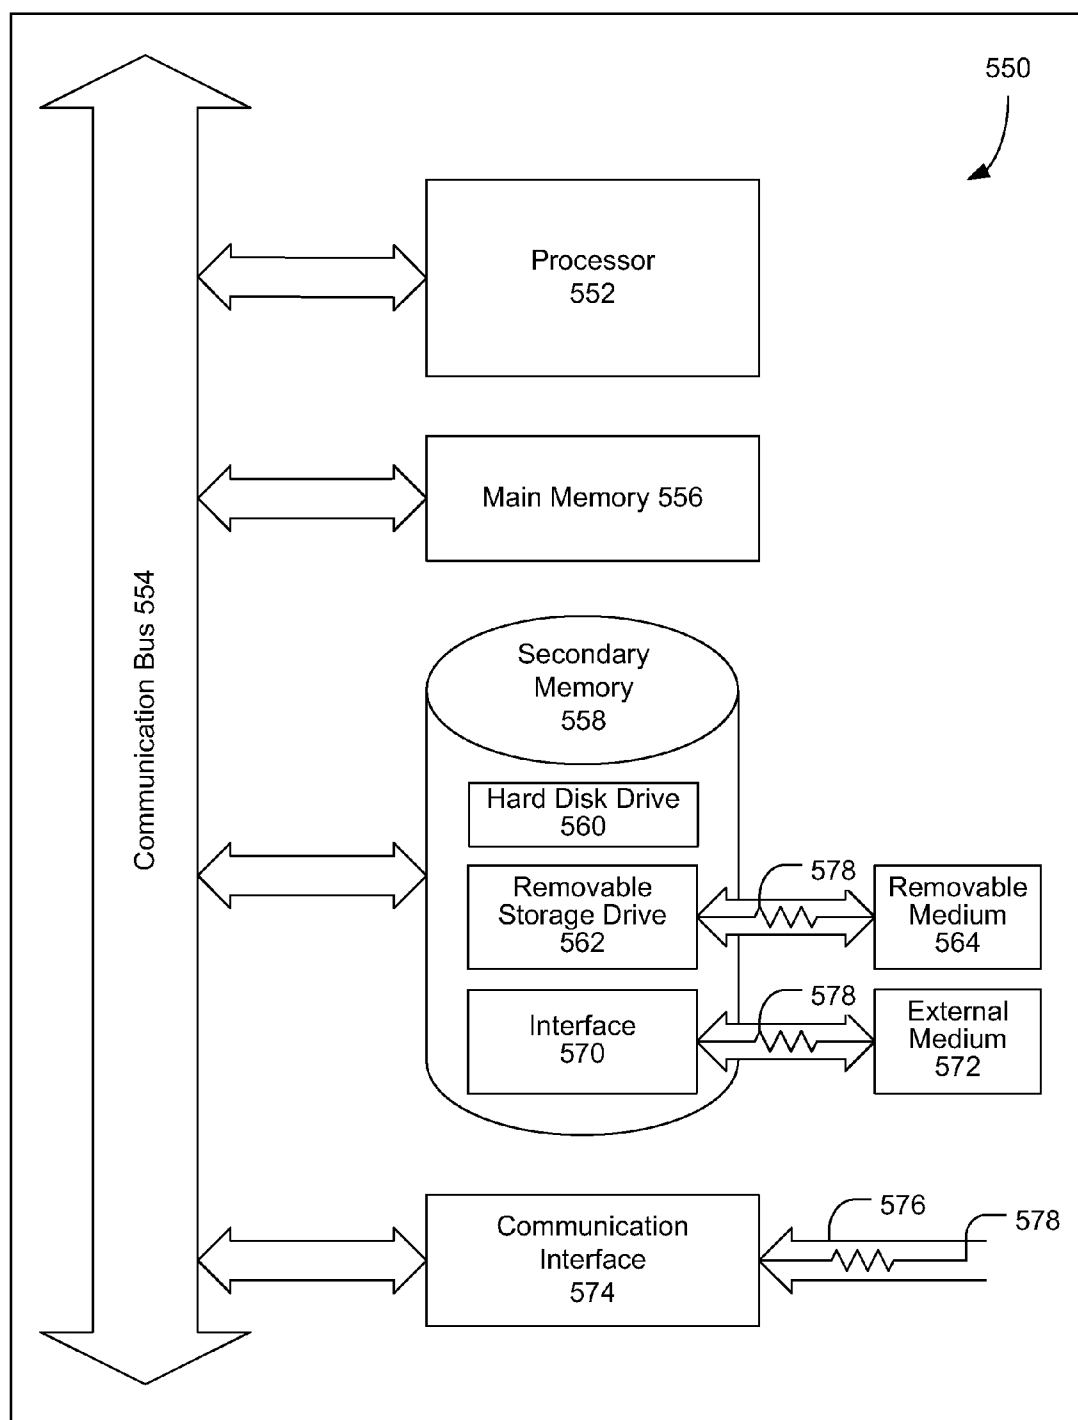 550
Processor
552
Main Memory 556
Communication Bus 554
Secondary
Memory
558
Hard Disk Drive
560
Removable
Storage Drive
562
578
Removable
Medium
564
Interface
570
578
External
Medium
572
Communication
Interface
574
576
578